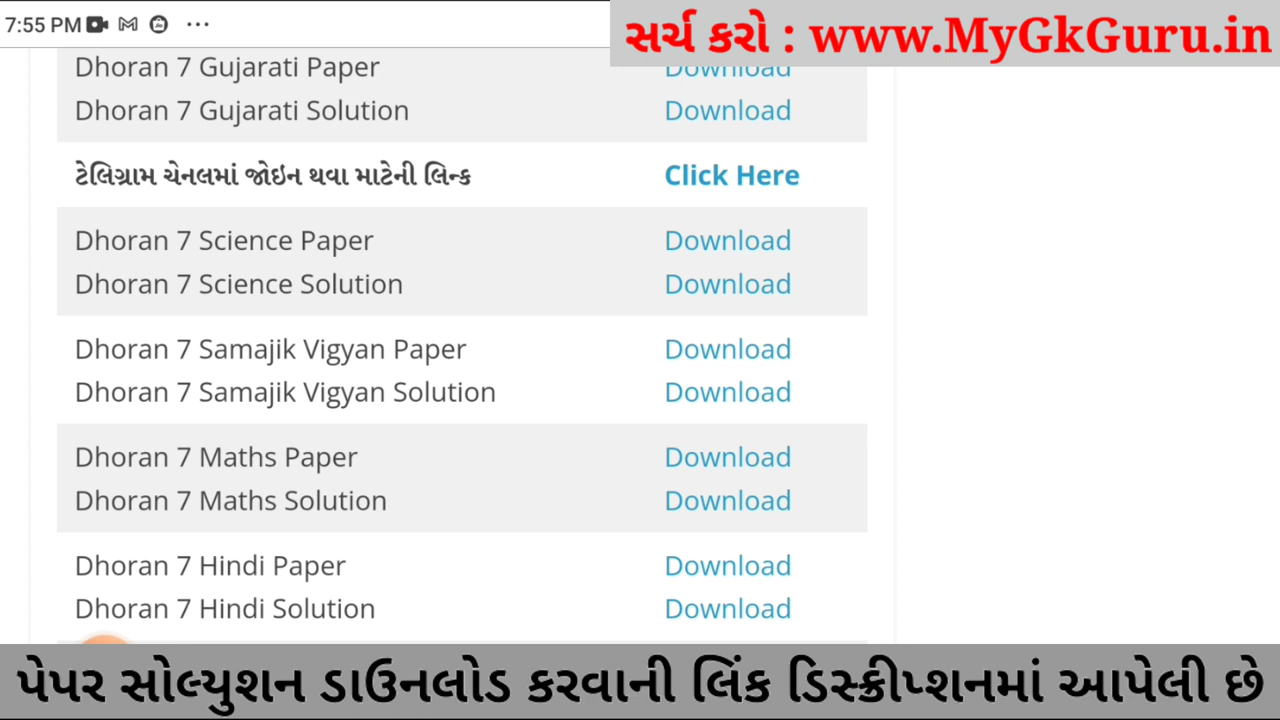 7:55 PM
સર્ચ કરો : www.MyGkGuru.in
Dhoran 7 Gujarati Paper Download
Dhoran 7 Gujarati Solution Download
ટેલિગ્રામ ચેનલમાં જોઇન થવા માટેની લિન્ક Click Here
Dhoran 7 Science Paper Download
Dhoran 7 Science Solution Download
Dhoran 7 Samajik Vigyan Paper Download
Dhoran 7 Samajik Vigyan Solution Download
Dhoran 7 Maths Paper Download
Dhoran 7 Maths Solution Download
Dhoran 7 Hindi Paper Download
Dhoran 7 Hindi Solution Download
પેપર સોલ્યુશન ડાઉનલોડ કરવાની લિંક ડિસ્ક્રીપ્શનમાં આપેલી છે